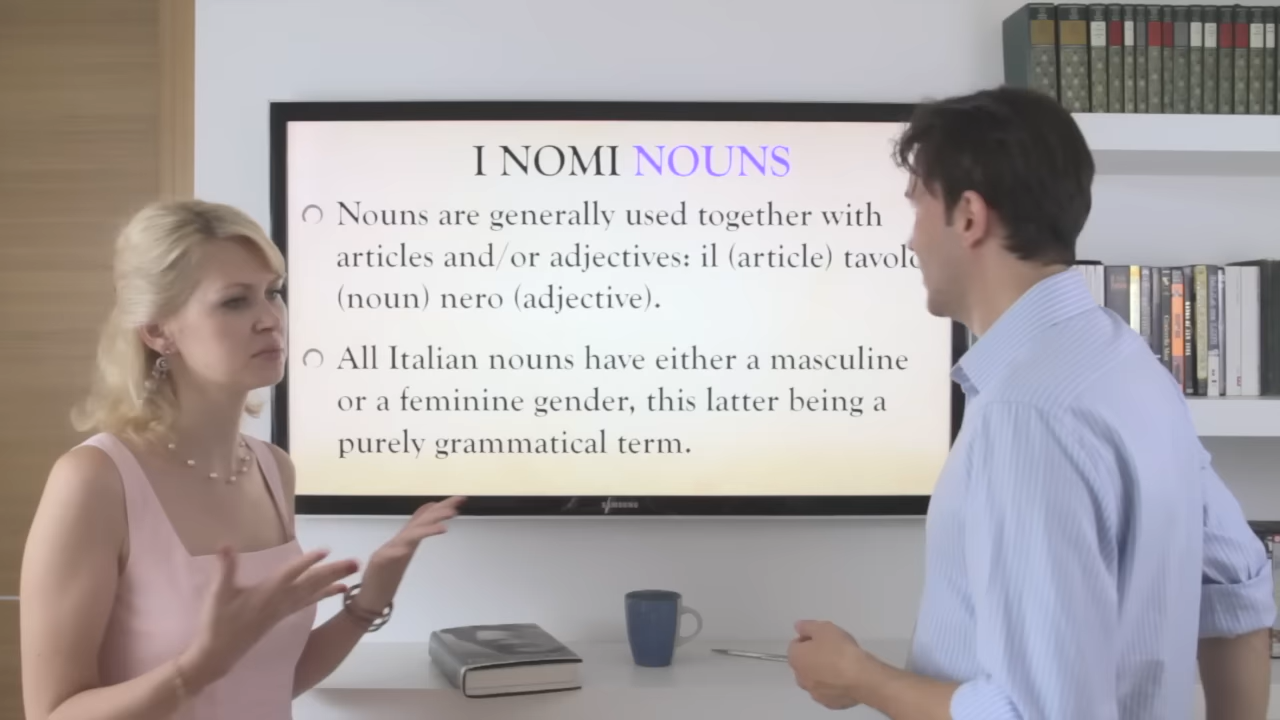 I NOMI NOUNS
Nouns are generally used together with
articles and/or adjectives: il (article) tavolo
(noun) nero (adjective).
All Italian nouns have either a masculine
or a feminine gender, this latter being a
purely grammatical term.